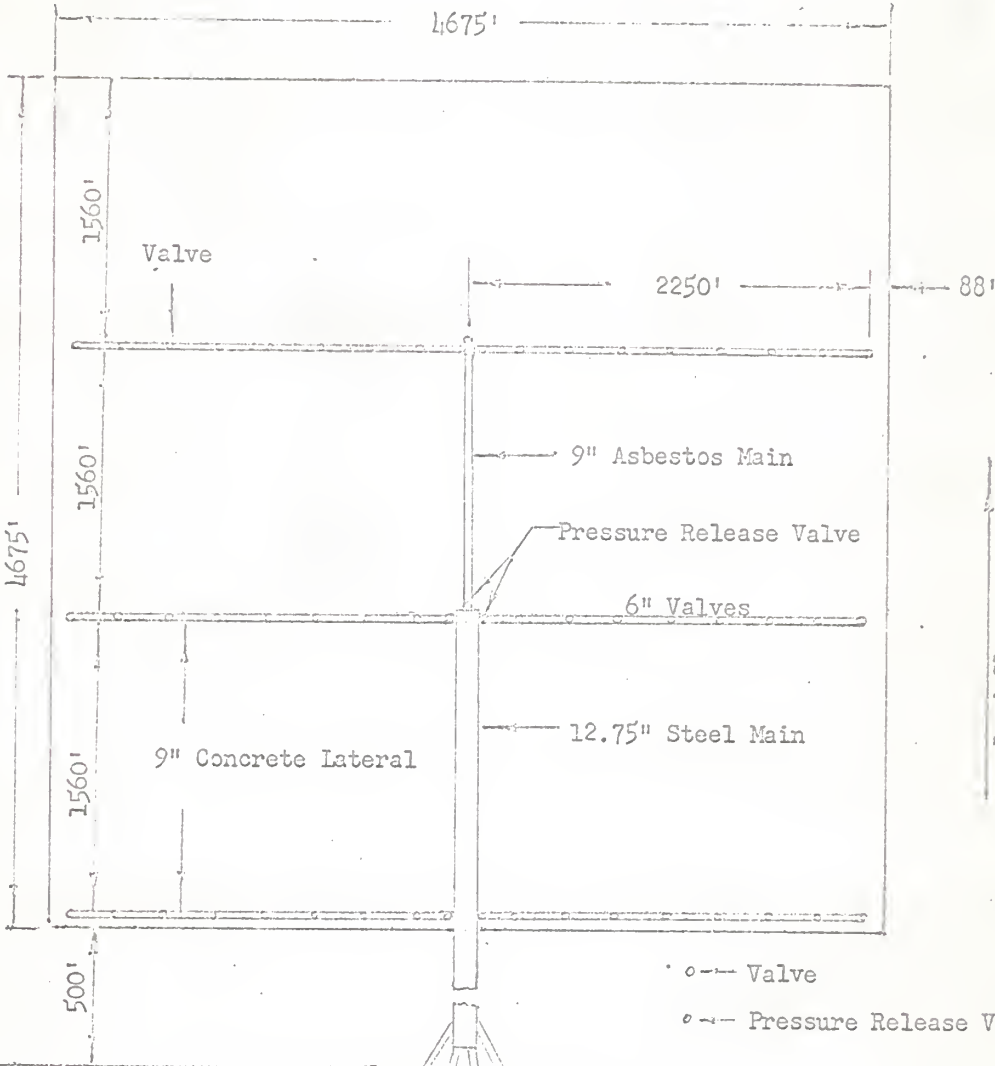 4675'
1560'
Valve
2250'
88'
1560'
9" Asbestos Main
4675'
Pressure Release Valve
6" Valves
12.75" Steel Main
9" Concrete Lateral
1560'
500'
Valve
Pressure Release V